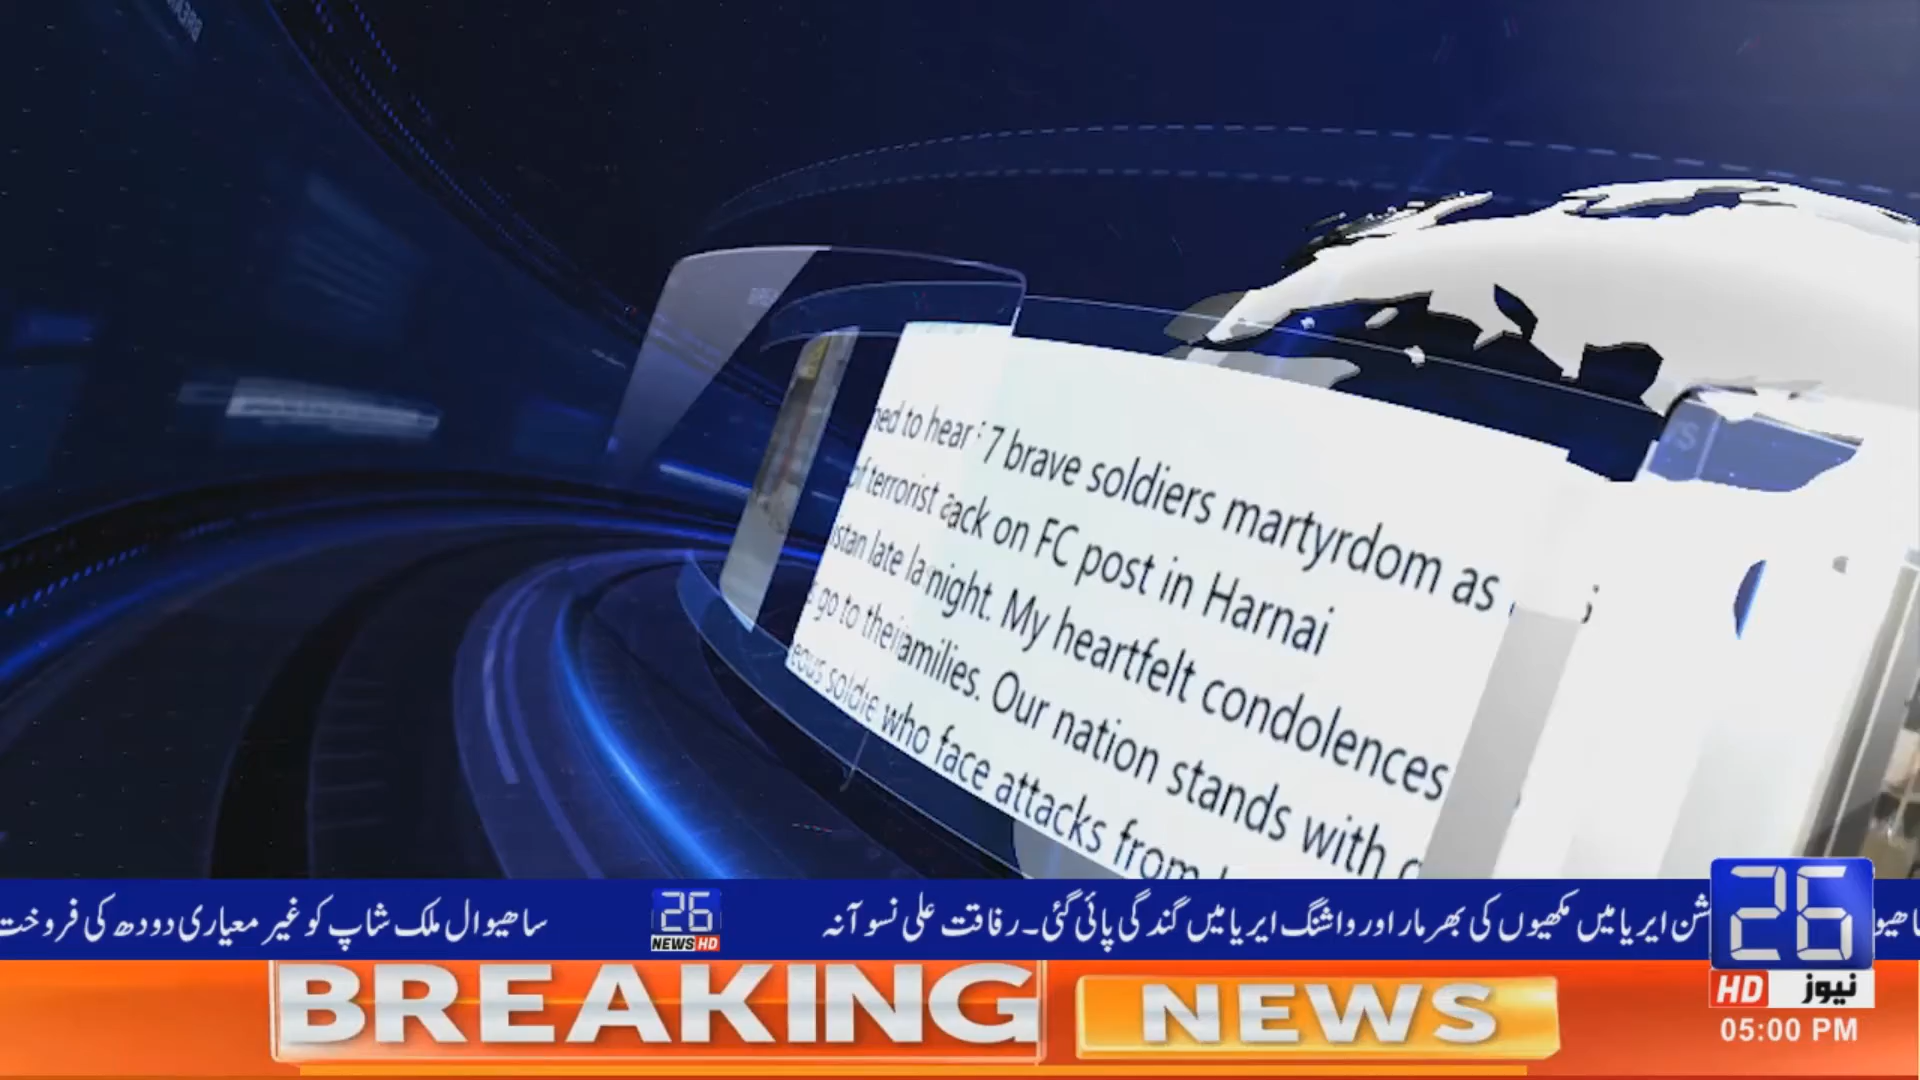 ned to hear 7 brave soldiers martyrdom as
of terrorist ack on FC post in Harnai
stan late la night. My heartfelt condolences
go to the families. Our nation stands with
eous soldie who face attacks from
ساھیوال ملک شاپ کو غیر معیاری دودھ کی فروخت
26
NEWS HD
شن ایریا میں مکھیوں کی بھرمار اور واشنگ ایریا میں گندگی پائی گئی۔رفاقت علی نسوآنہ
26
HD نیوز
05:00 PM
BREAKING NEWS